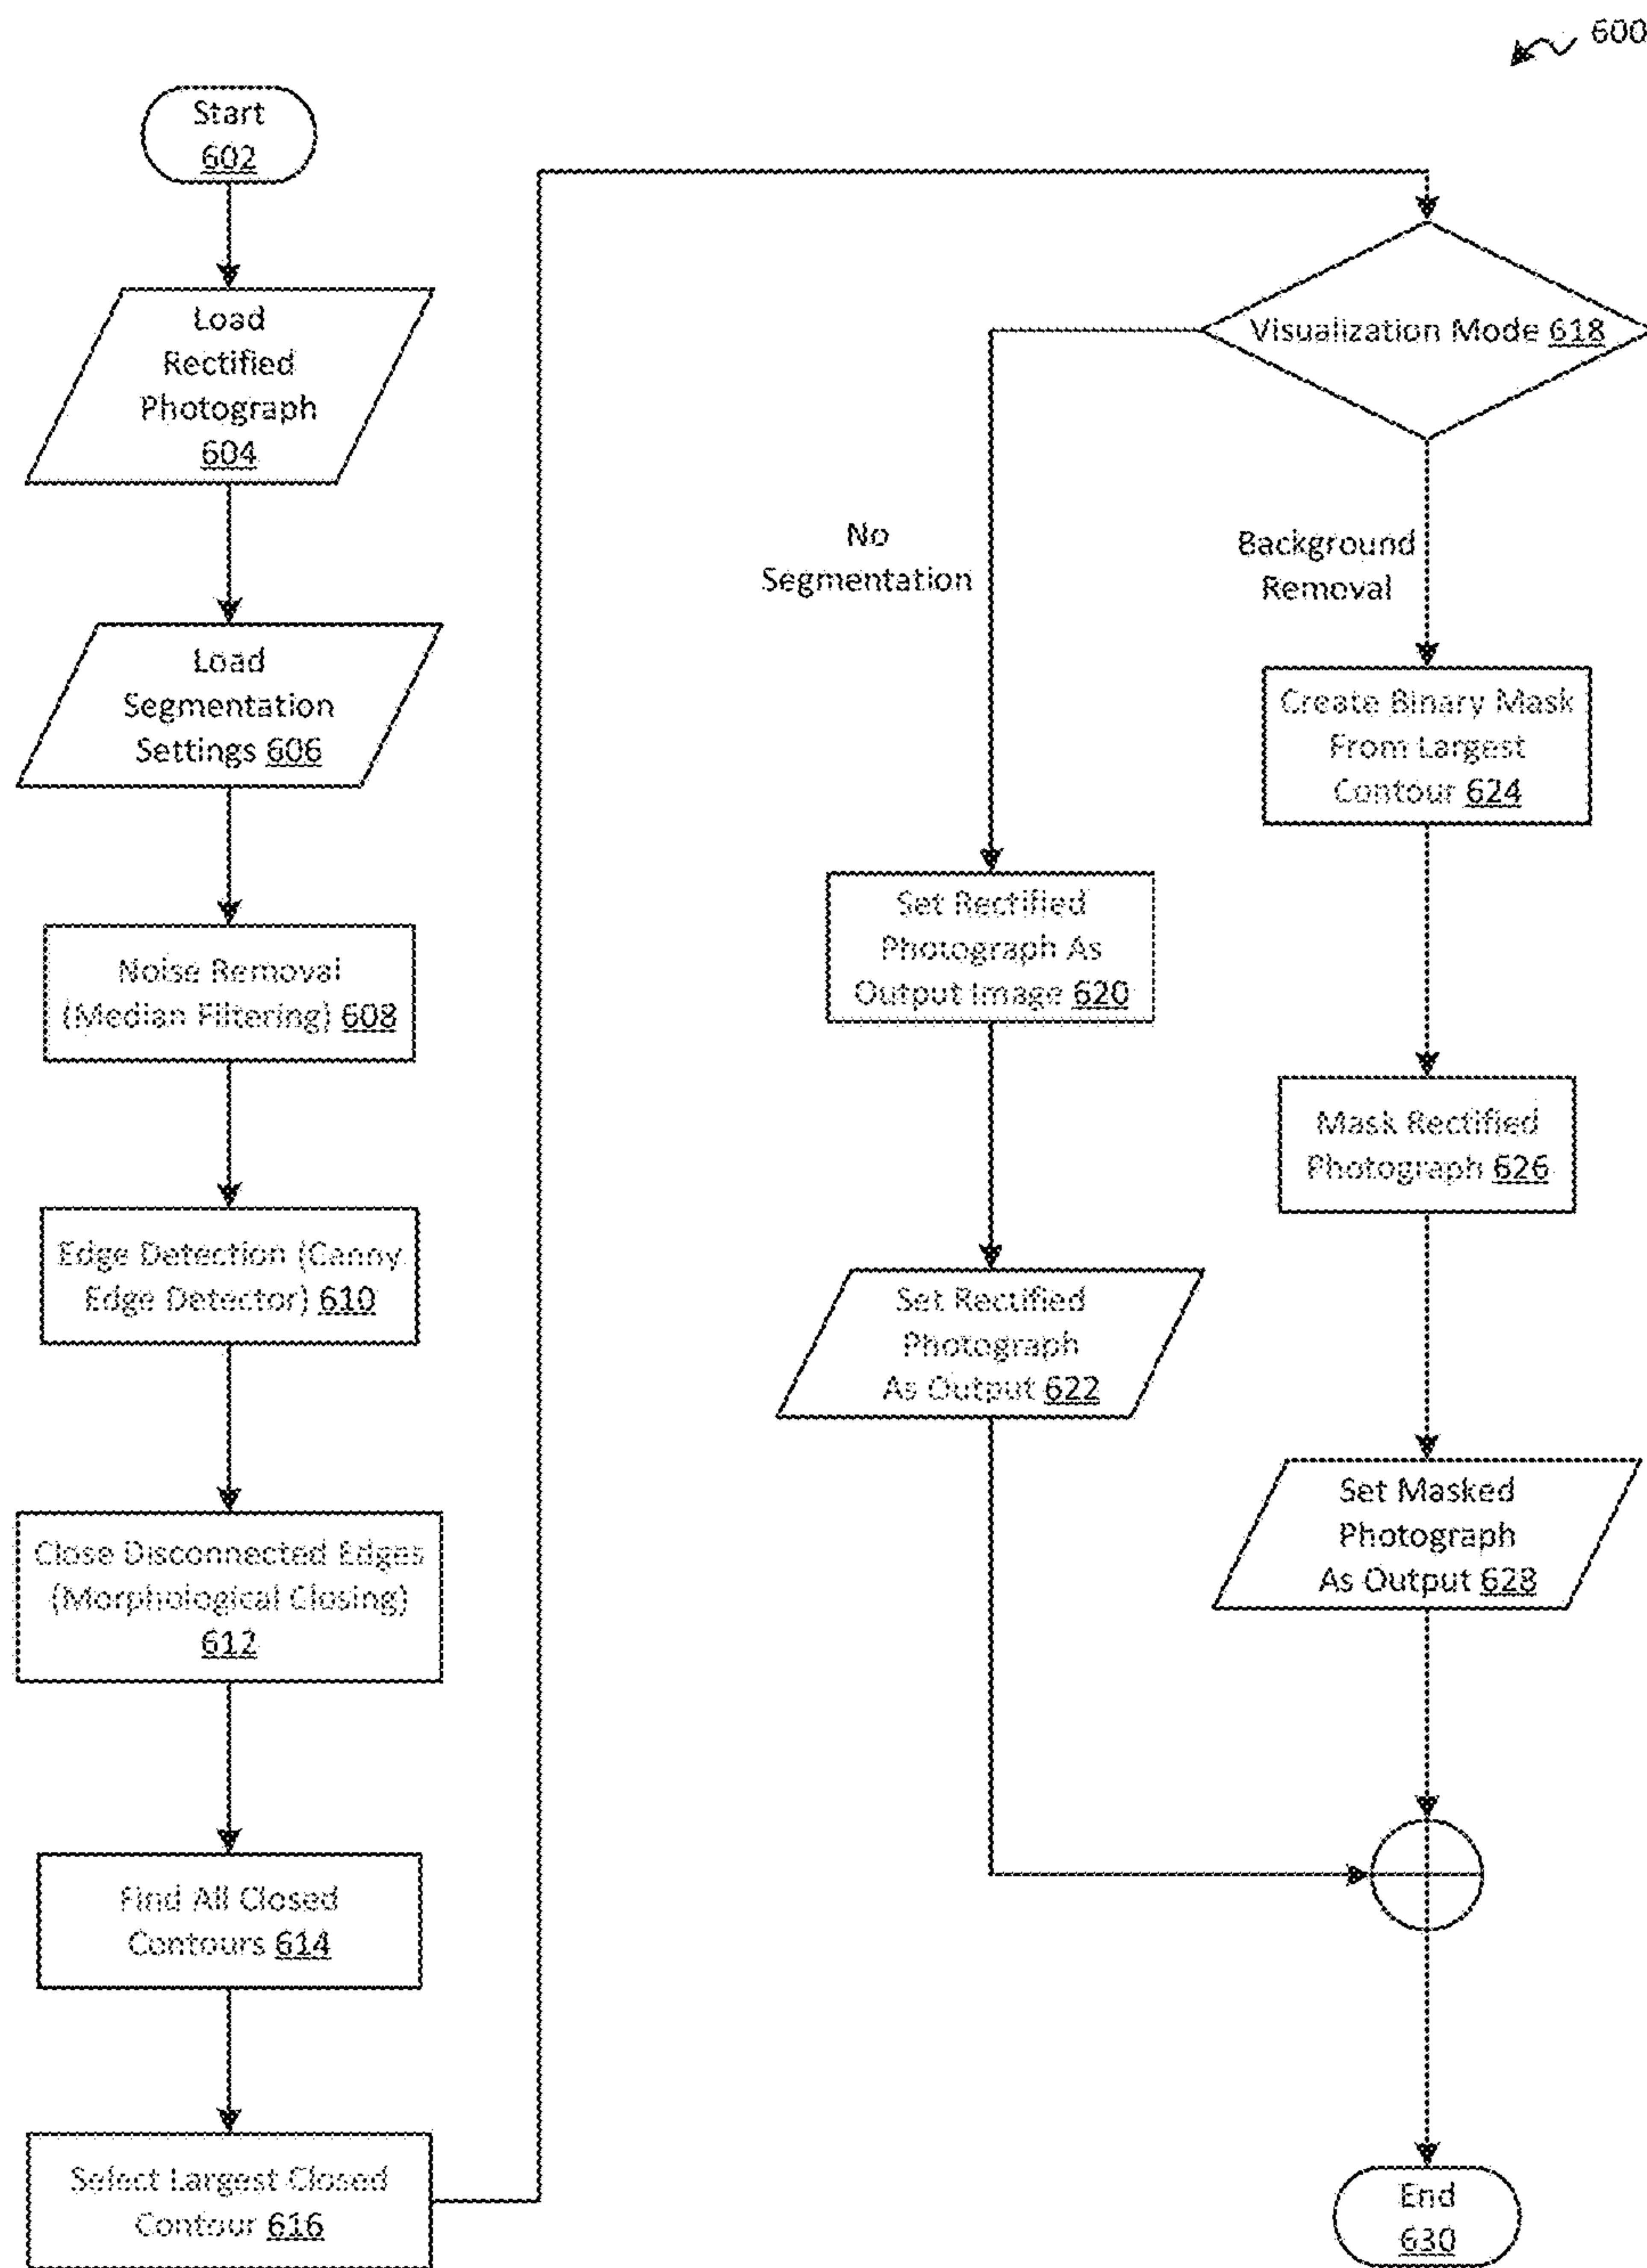 600
Start
602
Load
Rectified
Photograph
604
Load
Segmentation
Settings 606
Noise Removal
(Median Filtering) 608
Edge Detection (Canny
Edge Detector) 610
Close Disconnected Edges
(Morphological Closing)
612
Find All Closed
Contours 614
Select Largest Closed
Contour 616
Visualization Mode 618
No
Segmentation
Background
Removal
Set Rectified
Photograph As
Output Image 620
Set Rectified
Photograph
As Output 622
Create Binary Mask
From Largest
Contour 624
Mask Rectified
Photograph 626
Set Masked
Photograph
As Output 628
End
630